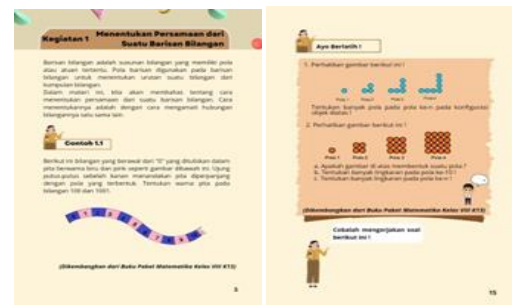 Kegiatan 1
Menentukan Persamaan dari
Suatu Barisan Bilangan
Barisan bilangan adalah susunan bilangan yang memiliki pola
atau aturan tertentu. Pola barisan digunakan pada barisan
bilangan untuk menentukan urutan suatu bilangan dari
kumpulan bilangan.
Dalam materi ini, kita akan membahas tentang cara
menentukan persamaan dari suatu barisan bilangan. Cara
menentukannya adalah dengan cara mengamati hubungan
bilangannya satu sama lain.
Contoh 1.1
Berikut ini bilangan yang berawal dari "0" yang dituliskan dalam
pita berwarna biru dan pink seperti gambar dibawah ini. Ujung
putus-putus sebelah kanan menandakan pita diperpanjang
dengan pola yang terbentuk. Tentukan warna pita pada
bilangan 100 dan 1001.
(Dikembangkan dari Buku Paket Matematika Kelas VIII K13)
Ayo Berlatih !
1. Perhatikan gambar berikut ini !
Pola 1 Pola 2 Pola 3 Pola 4
Tentukan banyak pola pada pola ke-n pada konfigurasi
objek diatas !
2. Perhatikan gambar berikut ini !
Pola 1 Pola 2 Pola 3 Pola 4
a. Apakah gambar di atas membentuk suatu pola ?
b. Tentukan banyak lingkaran pada pola ke-10 !
c. Tentukan banyak lingkaran pada pola ke-n !
(Dikembangkan dari Buku Paket Matematika Kelas VIII K13)
Cobalah mengerjakan soal
berikut ini !
15